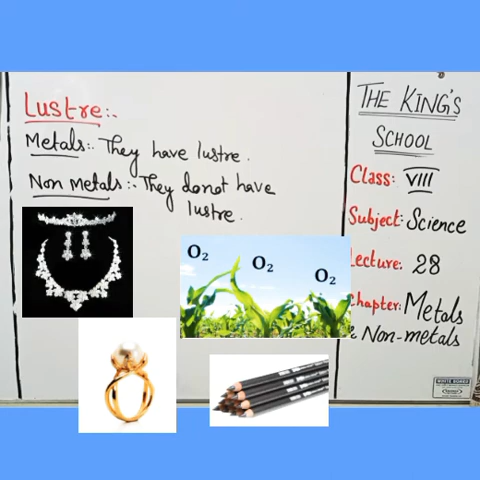 Lustre:-
Metals:- They have lustre.
Non Metals:- They donot have
lustre.
THE KING'S
SCHOOL
Class: VIII
Subject: Science
Lecture: 28
Chapter: Metals
& Non-metals
O2
O2
O2